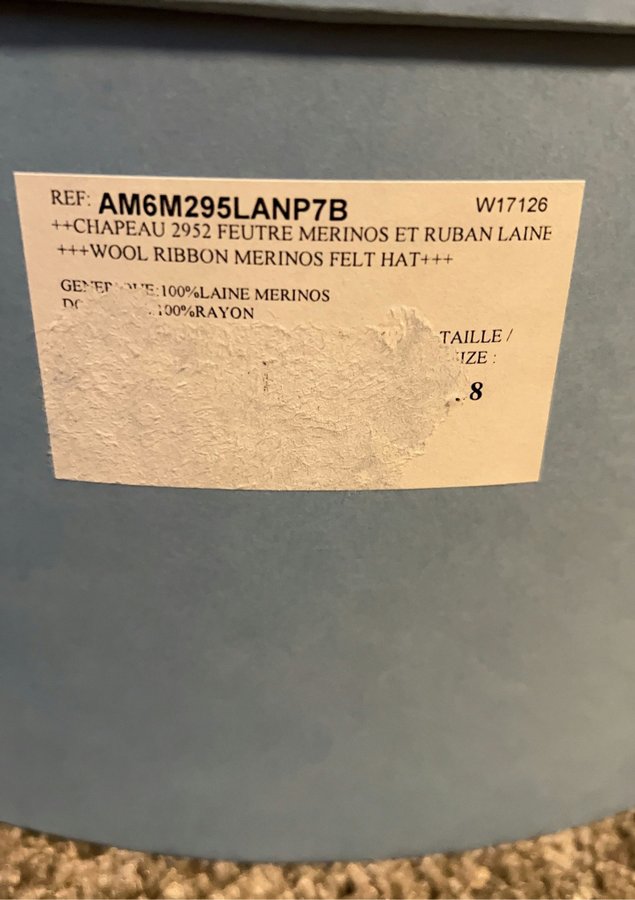 REF: AM6M295LANP7B W17126
++CHAPEAU 2952 FEUTRE MERINOS ET RUBAN LAINE
+++WOOL RIBBON MERINOS FELT HAT+++
:100%LAINE MERINOS
100%RAYON
TAILLE /
IZE :
8